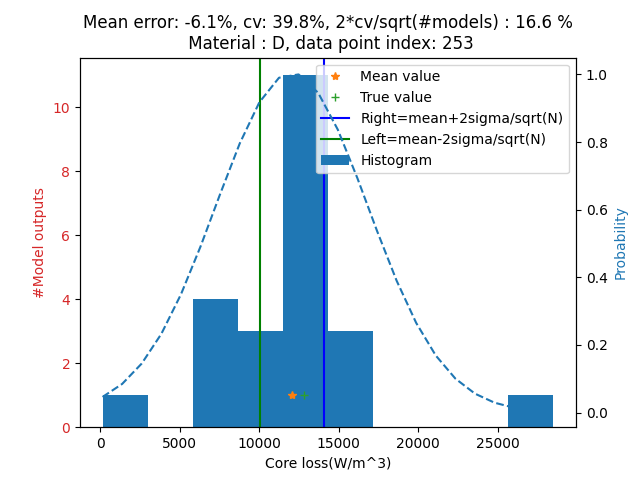 Mean error: -6.1%, cv: 39.8%, 2*cv/sqrt(#models) : 16.6 %
Material : D, data point index: 253
Mean value
True value
Right=mean+2sigma/sqrt(N)
Left=mean-2sigma/sqrt(N)
Histogram
#Model outputs
0
2
4
6
8
10
Probability
0.0
0.2
0.4
0.6
0.8
1.0
0
5000
10000
15000
20000
25000
Core loss(W/m^3)